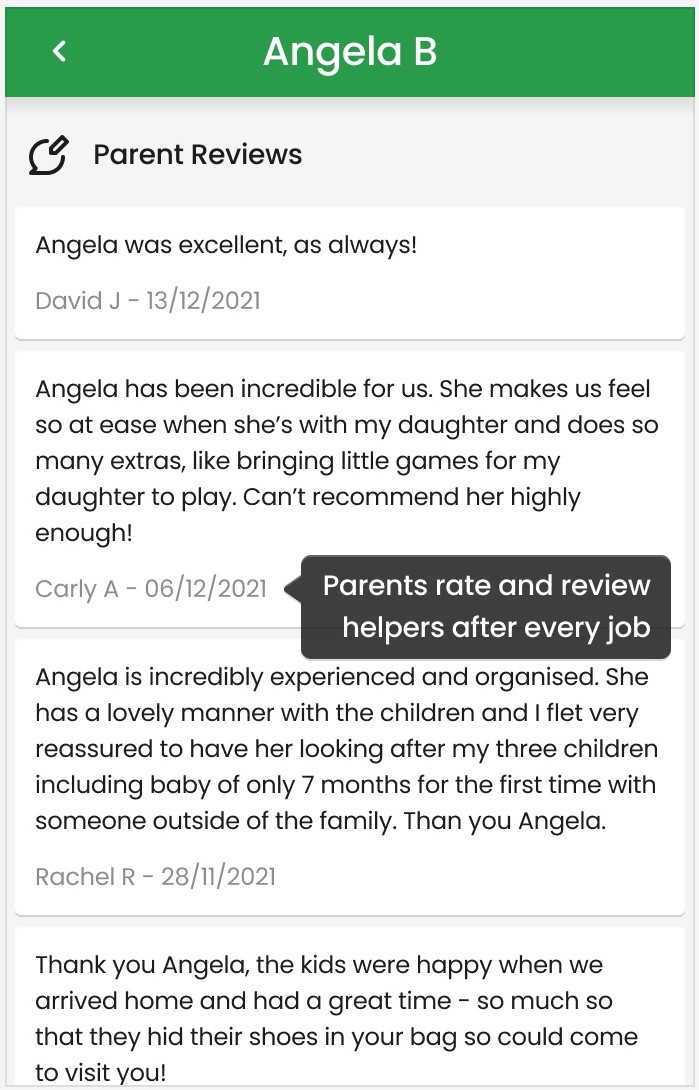 Angela B
Parent Reviews
Angela was excellent, as always!
David J - 13/12/2021
Angela has been incredible for us. She makes us feel
so at ease when she’s with my daughter and does so
many extras, like bringing little games for my
daughter to play. Can’t recommend her highly
enough!
Carly A - 06/12/2021
Parents rate and review
helpers after every job
Angela is incredibly experienced and organised. She
has a lovely manner with the children and I flet very
reassured to have her looking after my three children
including baby of only 7 months for the first time with
someone outside of the family. Than you Angela.
Rachel R - 28/11/2021
Thank you Angela, the kids were happy when we
arrived home and had a great time - so much so
that they hid their shoes in your bag so could come
to visit you!